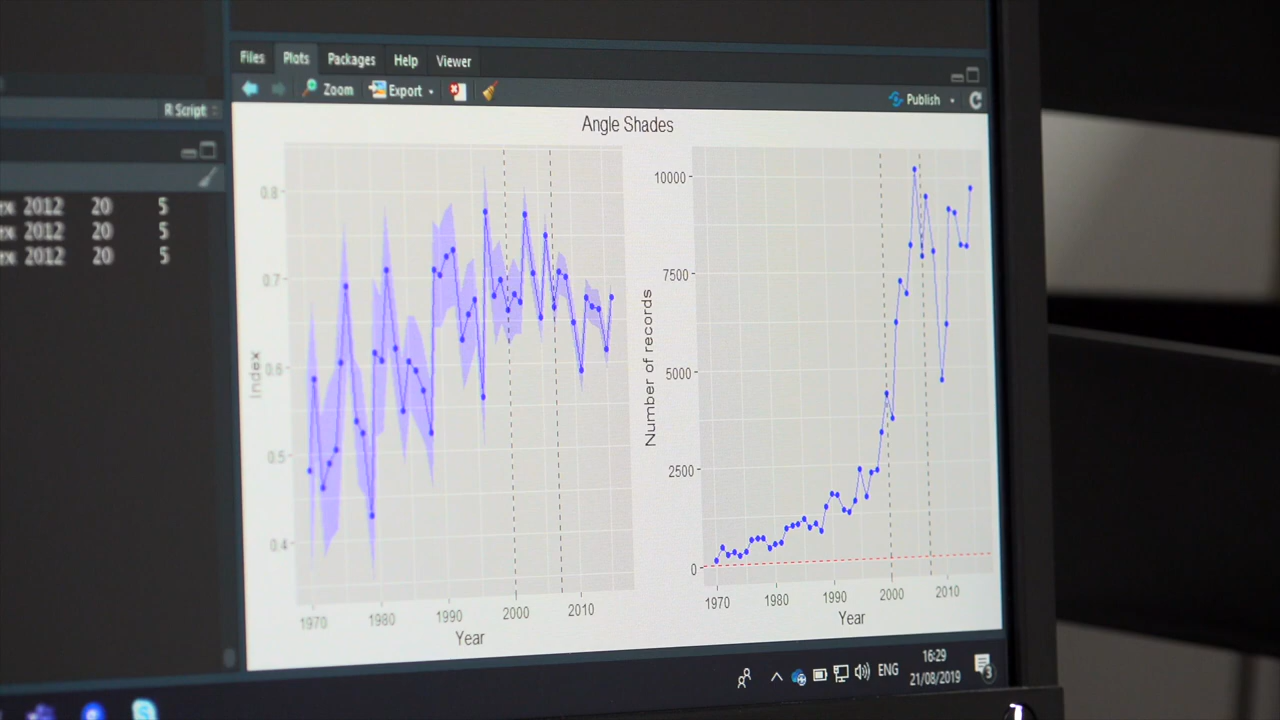 Files Plots Packages Help Viewer
Zoom Export Publish
R Script
2012 20 5
2012 20 5
2012 20 5
Angle Shades
Index
0.8
0.7
0.6
0.5
0.4
1970 1980 1990 2000 2010
Year
Number of records
10000
7500
5000
2500
0
1970 1980 1990 2000 2010
Year
ENG
16:29
21/08/2019
3